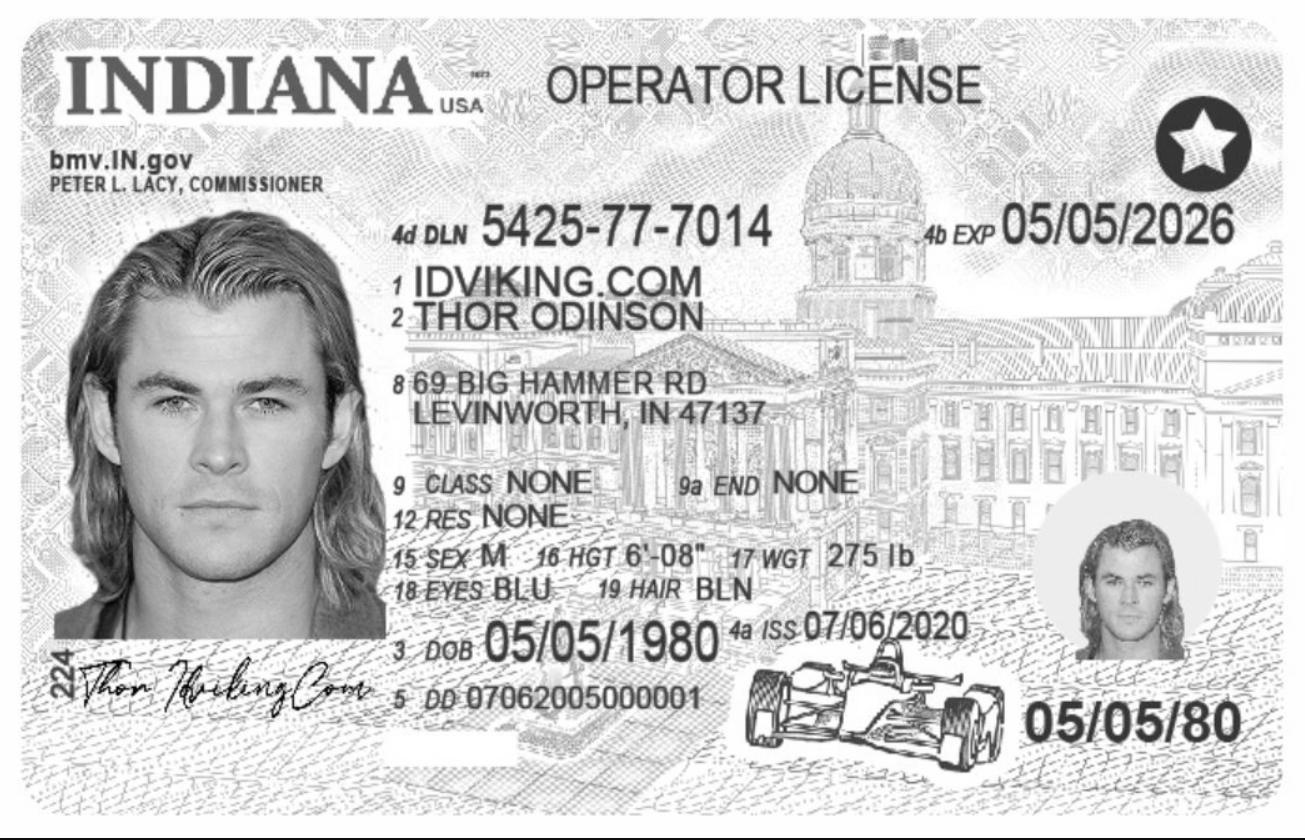 INDIANA USA
OPERATOR LICENSE
bmv.IN.gov
PETER L. LACY, COMMISSIONER
4d DLN 5425-77-7014
4b EXP 05/05/2026
1 IDVIKING.COM
2 THOR ODINSON
8 69 BIG HAMMER RD
LEVINWORTH, IN 47137
9 CLASS NONE 9a END NONE
12 RES NONE
15 SEX M 16 HGT 6'-08" 17 WGT 275 lb
18 EYES BLU 19 HAIR BLN
3 DOB 05/05/1980 4a ISS 07/06/2020
5 DD 07062005000001
224
Thor IdvikingCom
05/05/80